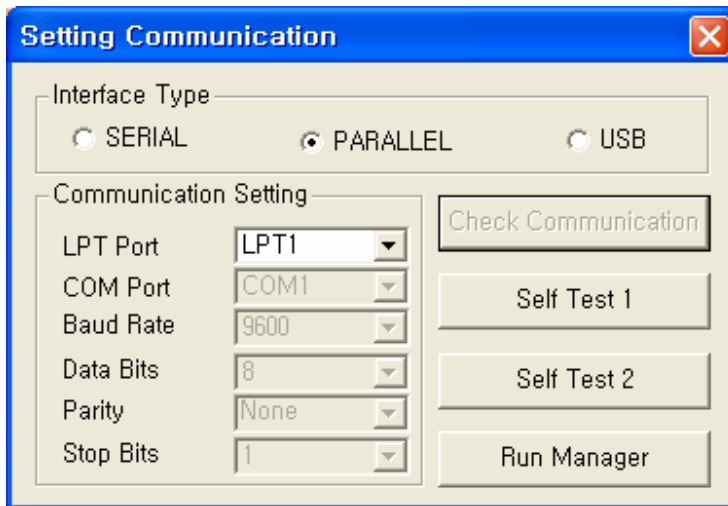 Setting Communication
Interface Type
SERIAL PARALLEL USB
Communication Setting
LPT Port LPT1
COM Port COM1
Baud Rate 9600
Data Bits 8
Parity None
Stop Bits 1
Check Communication
Self Test 1
Self Test 2
Run Manager